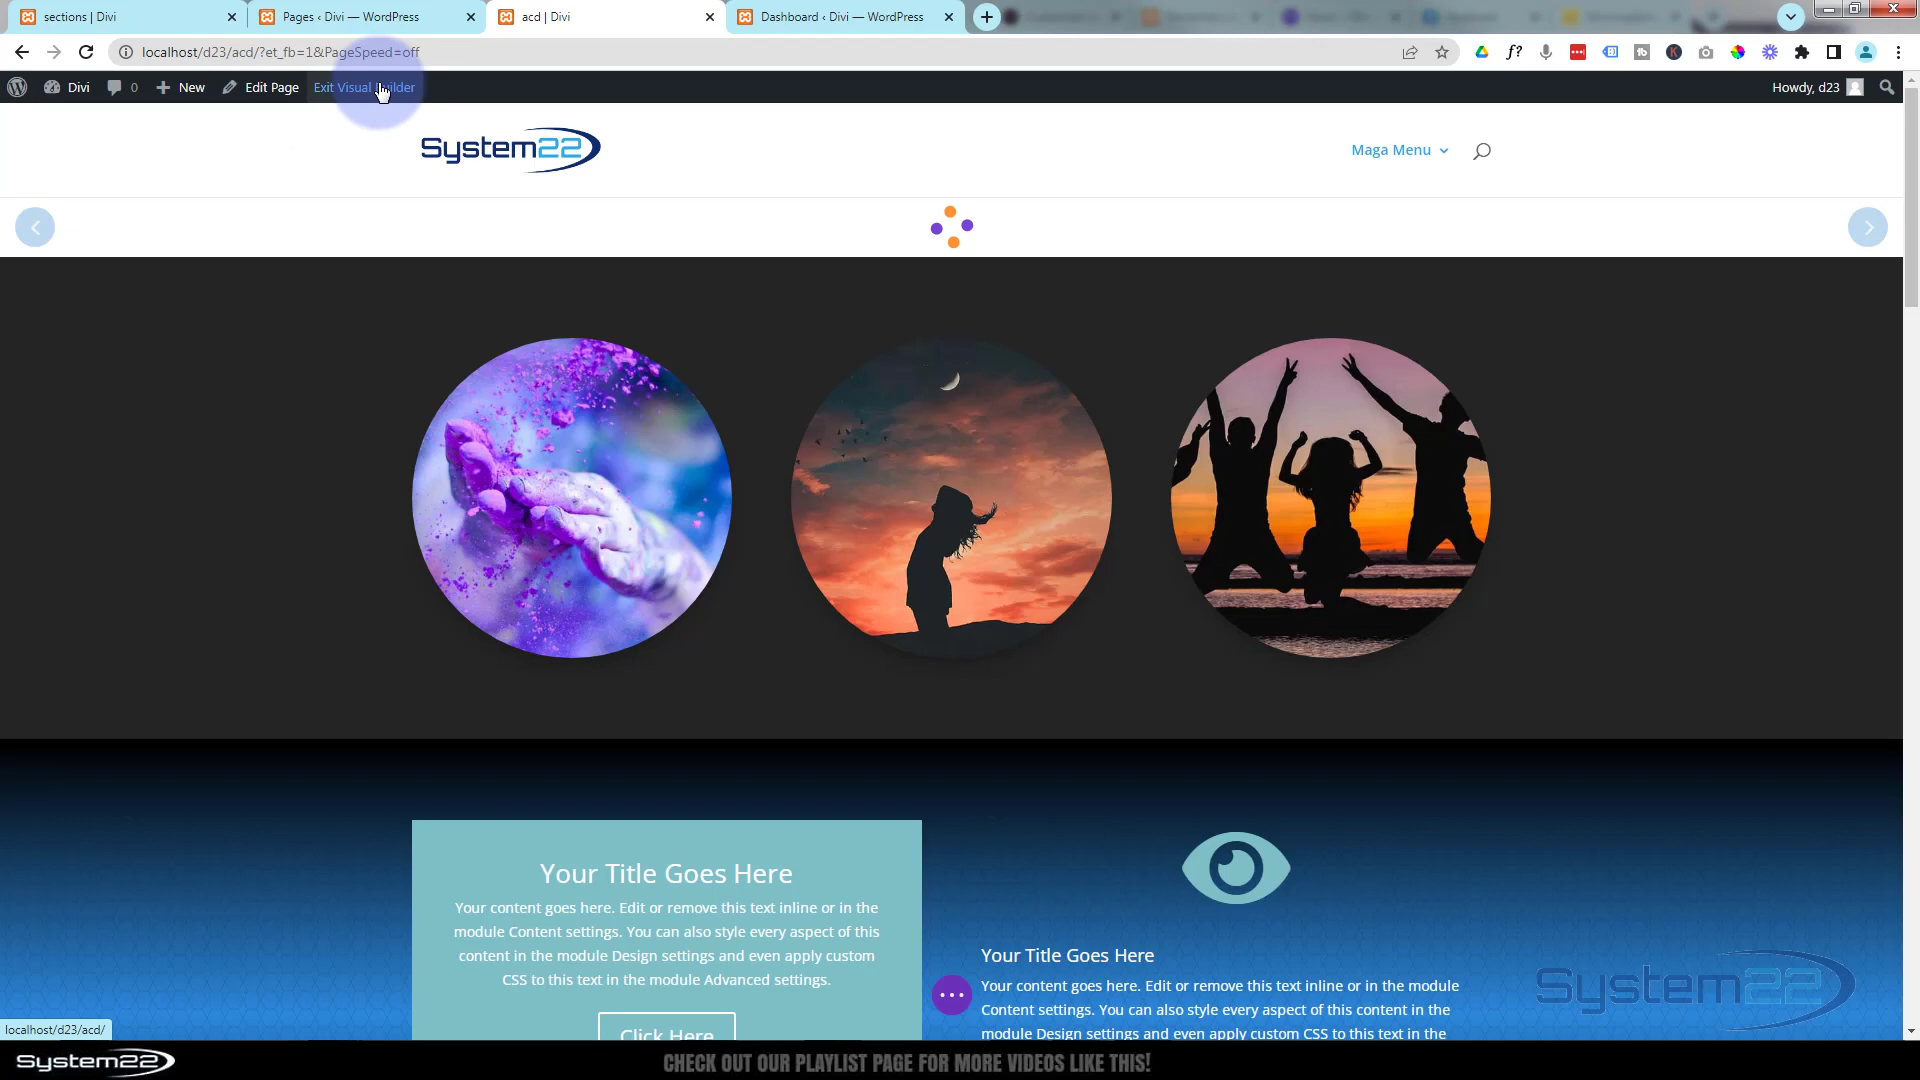 sections | Divi
Pages ‹ Divi — WordPress
acd | Divi
Dashboard ‹ Divi — WordPress
localhost/d23/acd/?et_fb=1&PageSpeed=off
Divi
0
New
Edit Page
Exit Visual Builder
Howdy, d23
System22
Maga Menu
Your Title Goes Here
Your content goes here. Edit or remove this text inline or in the
module Content settings. You can also style every aspect of this
content in the module Design settings and even apply custom
CSS to this text in the module Advanced settings.
Click Here
Your Title Goes Here
Your content goes here. Edit or remove this text inline or in the module
Content settings. You can also style every aspect of this content in the
module Design settings and even apply custom CSS to this text in the
System22
localhost/d23/acd/
System22
CHECK OUT OUR PLAYLIST PAGE FOR MORE VIDEOS LIKE THIS!